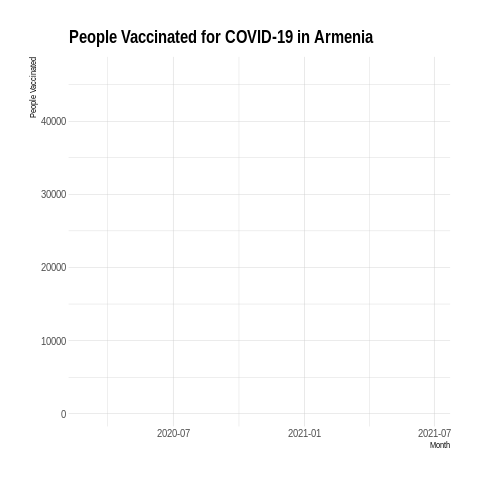 People Vaccinated for COVID-19 in Armenia
People Vaccinated
40000
30000
20000
10000
0
2020-07
2021-01
2021-07
Month